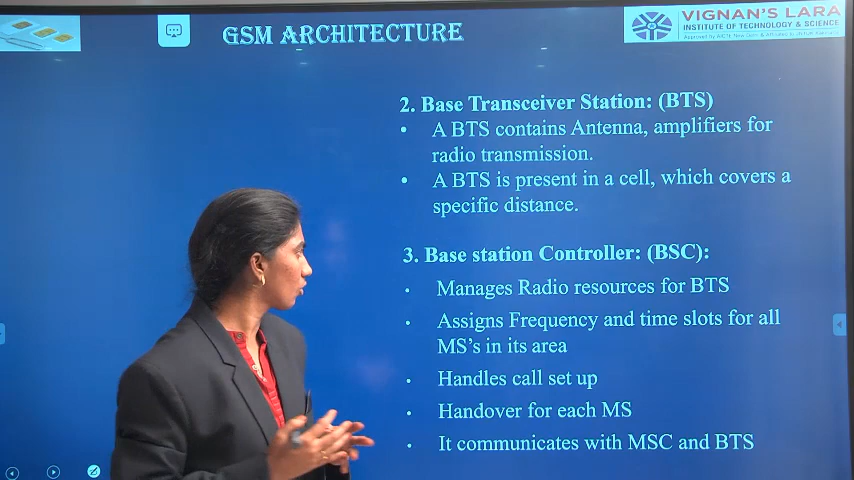 GSM ARCHITECTURE
VIGNAN'S LARA
INSTITUTE OF TECHNOLOGY & SCIENCE
2. Base Transceiver Station: (BTS)
• A BTS contains Antenna, amplifiers for
radio transmission.
• A BTS is present in a cell, which covers a
specific distance.
3. Base station Controller: (BSC):
• Manages Radio resources for BTS
• Assigns Frequency and time slots for all
MS's in its area
• Handles call set up
• Handover for each MS
• It communicates with MSC and BTS